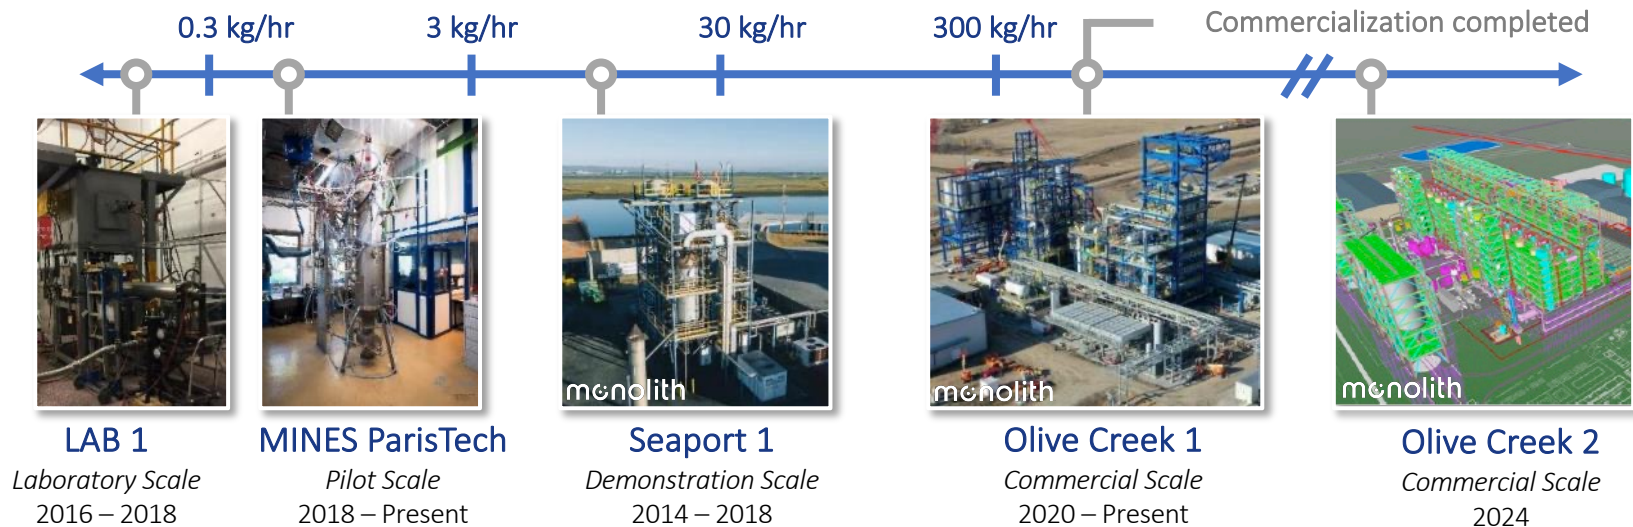 0.3 kg/hr
3 kg/hr
30 kg/hr
300 kg/hr
Commercialization completed
monolith
monolith
monolith
LAB 1
Laboratory Scale
2016 – 2018
MINES ParisTech
Pilot Scale
2018 – Present
Seaport 1
Demonstration Scale
2014 – 2018
Olive Creek 1
Commercial Scale
2020 – Present
Olive Creek 2
Commercial Scale
2024